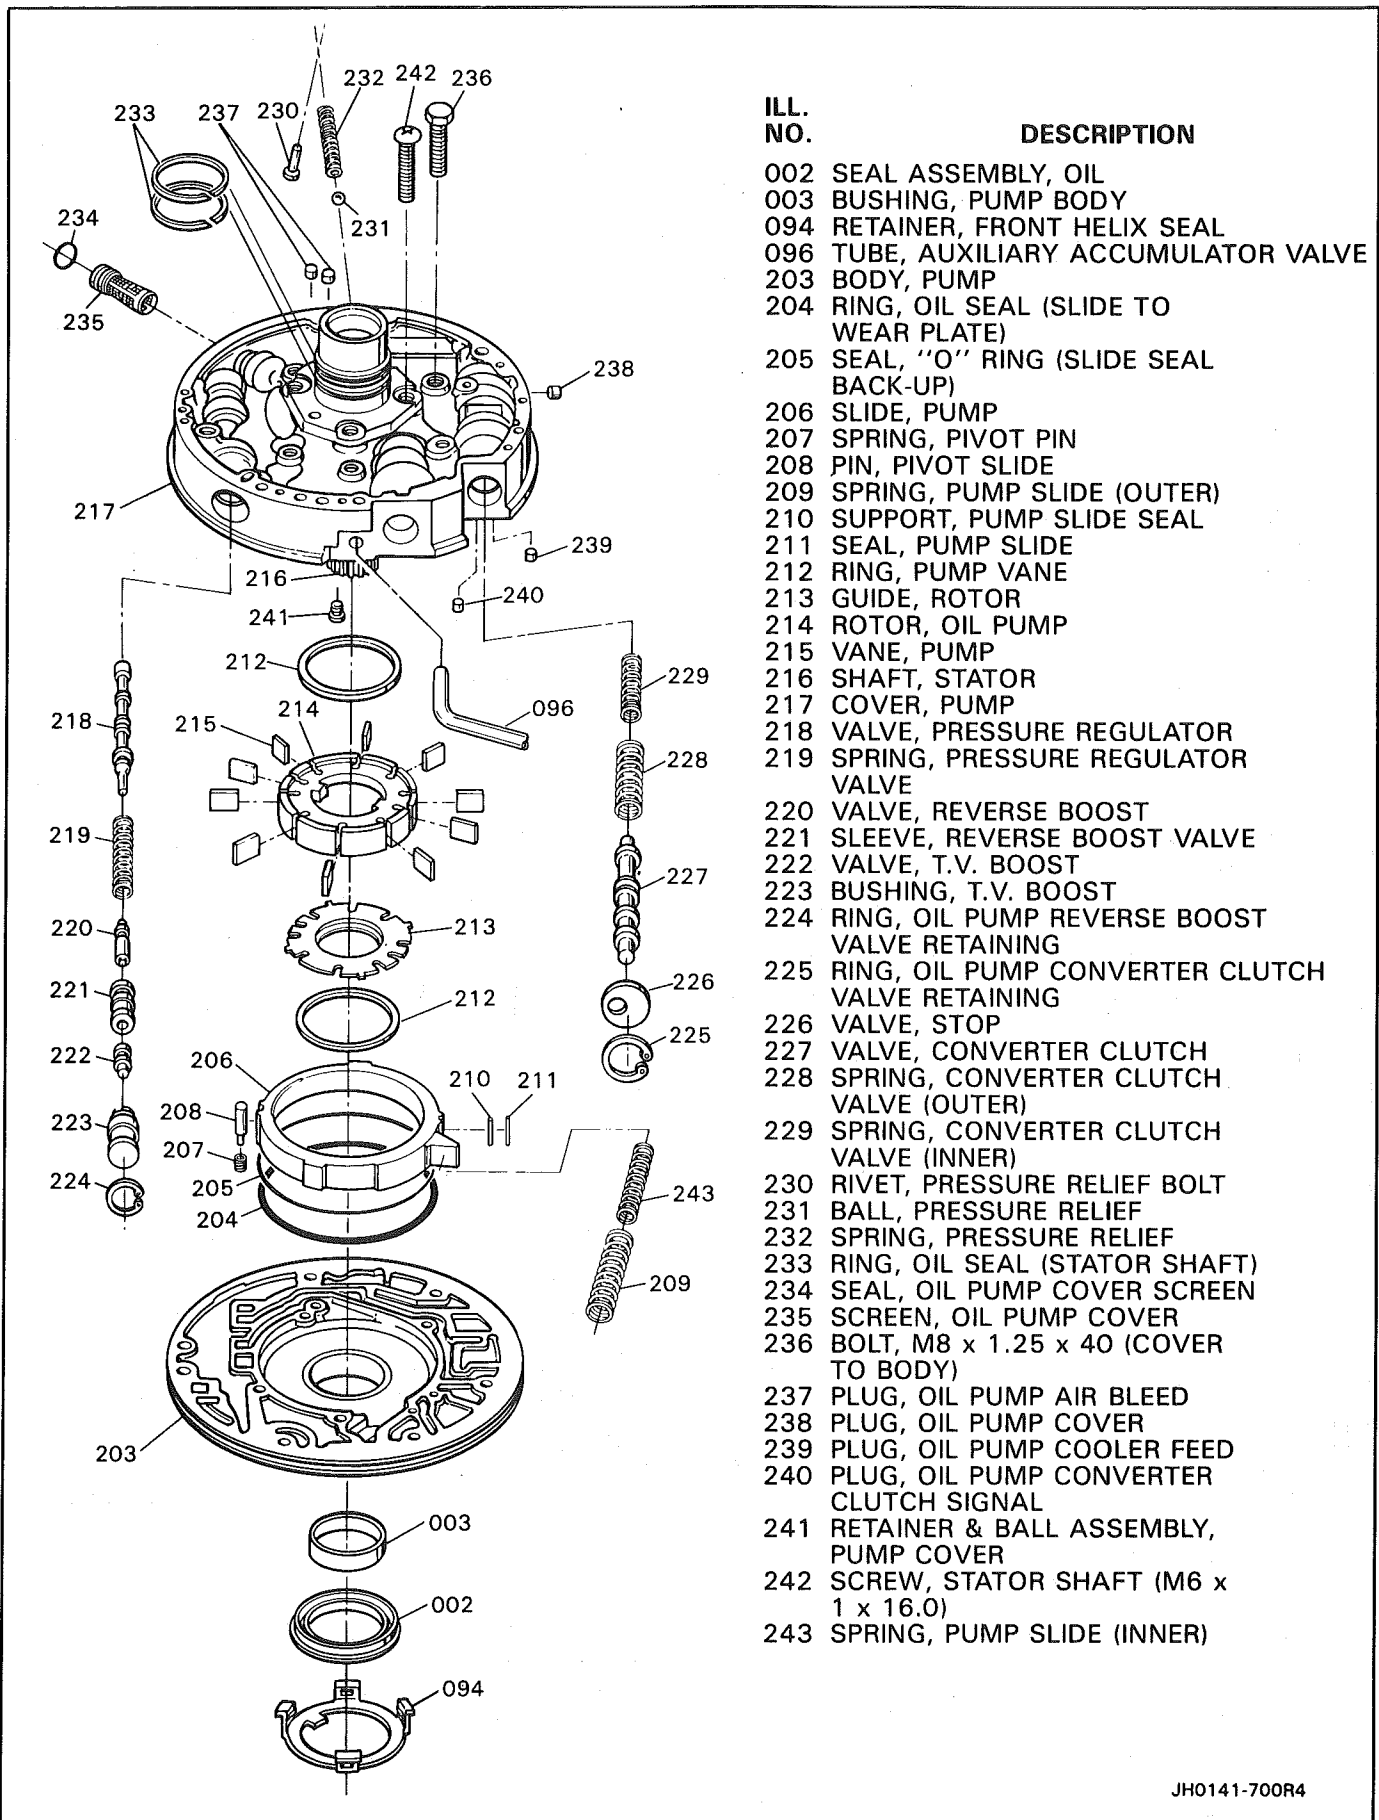 232 242 236
233 237 230
231
234
235
238
217
239
216
240
241
212
229
215 214
096
218
228
219
227
220
213
221
226
212
222
225
206
210 211
208
223
207
224
205
243
204
209
203
003
002
094
ILL.
NO. DESCRIPTION
002 SEAL ASSEMBLY, OIL
003 BUSHING, PUMP BODY
094 RETAINER, FRONT HELIX SEAL
096 TUBE, AUXILIARY ACCUMULATOR VALVE
203 BODY, PUMP
204 RING, OIL SEAL (SLIDE TO
WEAR PLATE)
205 SEAL, "O" RING (SLIDE SEAL
BACK-UP)
206 SLIDE, PUMP
207 SPRING, PIVOT PIN
208 PIN, PIVOT SLIDE
209 SPRING, PUMP SLIDE (OUTER)
210 SUPPORT, PUMP SLIDE SEAL
211 SEAL, PUMP SLIDE
212 RING, PUMP VANE
213 GUIDE, ROTOR
214 ROTOR, OIL PUMP
215 VANE, PUMP
216 SHAFT, STATOR
217 COVER, PUMP
218 VALVE, PRESSURE REGULATOR
219 SPRING, PRESSURE REGULATOR
VALVE
220 VALVE, REVERSE BOOST
221 SLEEVE, REVERSE BOOST VALVE
222 VALVE, T.V. BOOST
223 BUSHING, T.V. BOOST
224 RING, OIL PUMP REVERSE BOOST
VALVE RETAINING
225 RING, OIL PUMP CONVERTER CLUTCH
VALVE RETAINING
226 VALVE, STOP
227 VALVE, CONVERTER CLUTCH
228 SPRING, CONVERTER CLUTCH
VALVE (OUTER)
229 SPRING, CONVERTER CLUTCH
VALVE (INNER)
230 RIVET, PRESSURE RELIEF BOLT
231 BALL, PRESSURE RELIEF
232 SPRING, PRESSURE RELIEF
233 RING, OIL SEAL (STATOR SHAFT)
234 SEAL, OIL PUMP COVER SCREEN
235 SCREEN, OIL PUMP COVER
236 BOLT, M8 x 1.25 x 40 (COVER
TO BODY)
237 PLUG, OIL PUMP AIR BLEED
238 PLUG, OIL PUMP COVER
239 PLUG, OIL PUMP COOLER FEED
240 PLUG, OIL PUMP CONVERTER
CLUTCH SIGNAL
241 RETAINER & BALL ASSEMBLY,
PUMP COVER
242 SCREW, STATOR SHAFT (M6 x
1 x 16.0)
243 SPRING, PUMP SLIDE (INNER)
JH0141-700R4